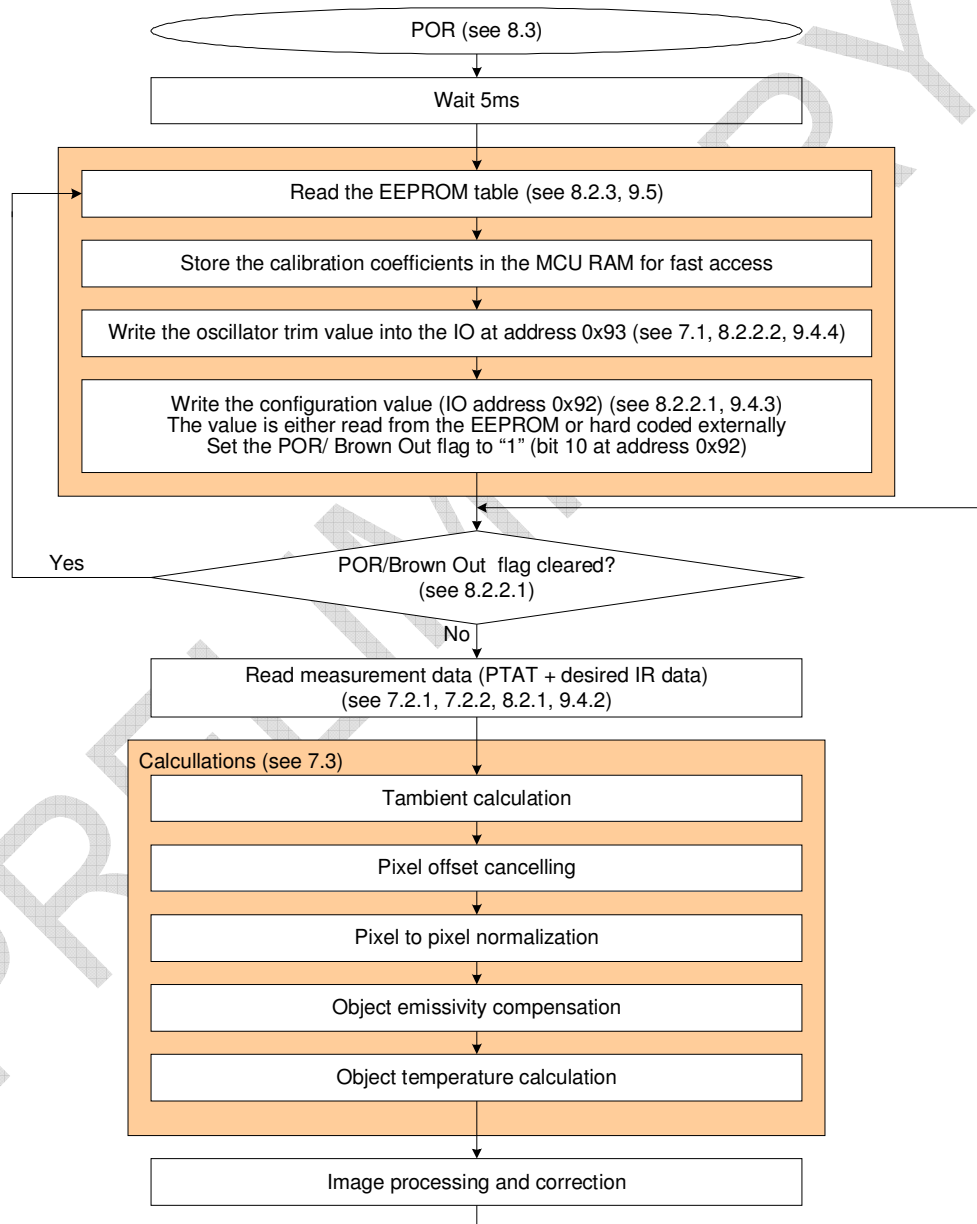 POR (see 8.3)
Wait 5ms
Read the EEPROM table (see 8.2.3, 9.5)
Store the calibration coefficients in the MCU RAM for fast access
Write the oscillator trim value into the IO at address 0x93 (see 7.1, 8.2.2.2, 9.4.4)
Write the configuration value (IO address 0x92) (see 8.2.2.1, 9.4.3)
The value is either read from the EEPROM or hard coded externally
Set the POR/ Brown Out flag to “1” (bit 10 at address 0x92)
Yes
POR/Brown Out flag cleared?
(see 8.2.2.1)
No
Read measurement data (PTAT + desired IR data)
(see 7.2.1, 7.2.2, 8.2.1, 9.4.2)
Calcullations (see 7.3)
Tambient calculation
Pixel offset cancelling
Pixel to pixel normalization
Object emissivity compensation
Object temperature calculation
Image processing and correction